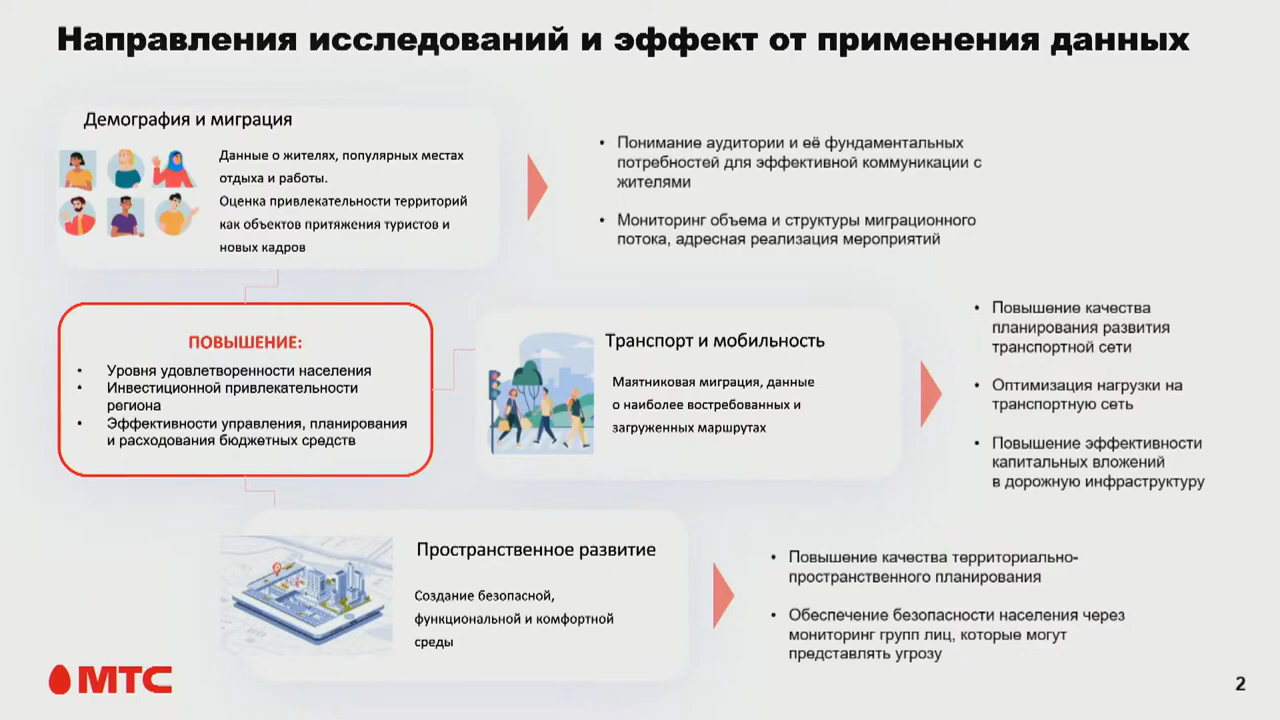 Направления исследований и эффект от применения данных
Демография и миграция
Данные о жителях, популярных местах
отдыха и работы.
Оценка привлекательности территорий
как объектов притяжения туристов и
новых кадров
• Понимание аудитории и её фундаментальных
потребностей для эффективной коммуникации с
жителями
• Мониторинг объема и структуры миграционного
потока, адресная реализация мероприятий
ПОВЫШЕНИЕ:
• Уровня удовлетворенности населения
• Инвестиционной привлекательности
региона
• Эффективности управления, планирования
и расходования бюджетных средств
Транспорт и мобильность
Маятниковая миграция, данные
о наиболее востребованных и
загруженных маршрутах
• Повышение качества
планирования развития
транспортной сети
• Оптимизация нагрузки на
транспортную сеть
• Повышение эффективности
капитальных вложений
в дорожную инфраструктуру
Пространственное развитие
Создание безопасной,
функциональной и комфортной
среды
• Повышение качества территориально-
пространственного планирования
• Обеспечение безопасности населения через
мониторинг групп лиц, которые могут
представлять угрозу
МТС
2